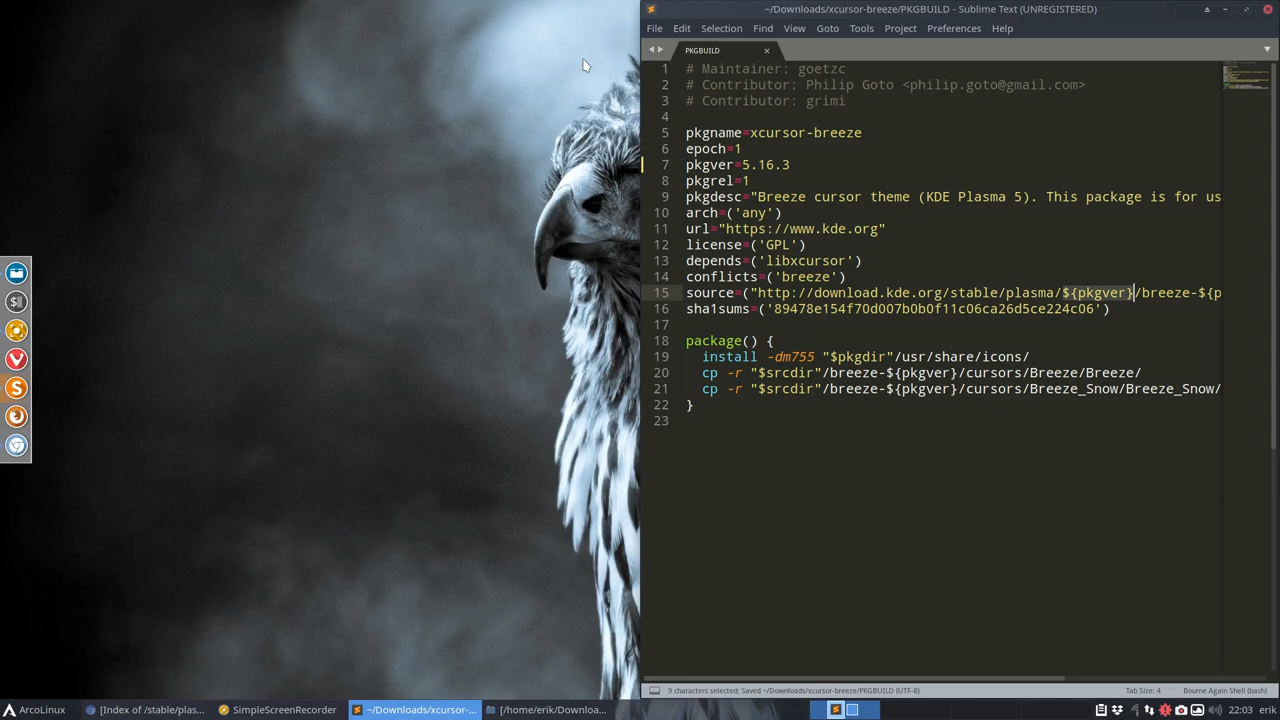 ~/Downloads/xcursor-breeze/PKGBUILD - Sublime Text (UNREGISTERED)
File Edit Selection Find View Goto Tools Project Preferences Help
PKGBUILD
1 # Maintainer: goetzc
2 # Contributor: Philip Goto <philip.goto@gmail.com>
3 # Contributor: grimi
4
5 pkgname=xcursor-breeze
6 epoch=1
7 pkgver=5.16.3
8 pkgrel=1
9 pkgdesc="Breeze cursor theme (KDE Plasma 5). This package is for us
10 arch=('any')
11 url="https://www.kde.org"
12 license=('GPL')
13 depends=('libxcursor')
14 conflicts=('breeze')
15 source=("http://download.kde.org/stable/plasma/${pkgver}/breeze-${p
16 sha1sums=('89478e154f70d007b0b0f11c06ca26d5ce224c06')
17
18 package() {
19 install -dm755 "$pkgdir"/usr/share/icons/
20 cp -r "$srcdir"/breeze-${pkgver}/cursors/Breeze/Breeze/
21 cp -r "$srcdir"/breeze-${pkgver}/cursors/Breeze_Snow/Breeze_Snow/
22 }
23
9 characters selected; Saved ~/Downloads/xcursor-breeze/PKGBUILD (UTF-8) Tab Size: 4 Bourne Again Shell (bash)
ArcoLinux [Index of /stable/plas... SimpleScreenRecorder ~/Downloads/xcursor-... [/home/erik/Downloa... 22:03 erik